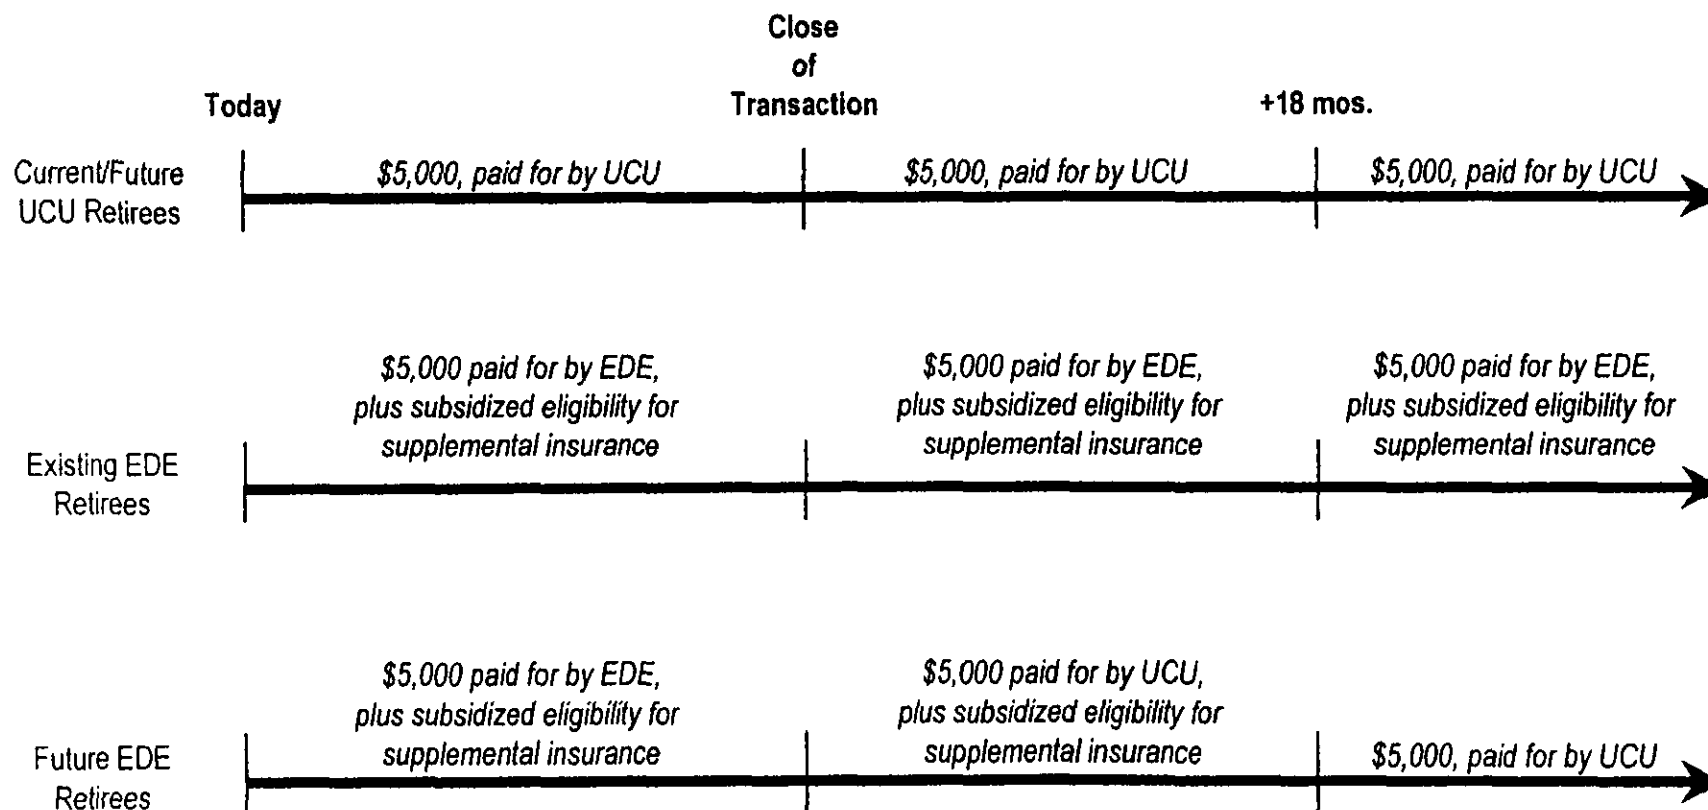 Close
of
Today
Transaction
+18 mos.
Current/Future
UCU Retirees
$5,000, paid for by UCU
$5,000, paid for by UCU
$5,000, paid for by UCU
Existing EDE
Retirees
$5,000 paid for by EDE,
plus subsidized eligibility for
supplemental insurance
$5,000 paid for by EDE,
plus subsidized eligibility for
supplemental insurance
$5,000 paid for by EDE,
plus subsidized eligibility for
supplemental insurance
Future EDE
Retirees
$5,000 paid for by EDE,
plus subsidized eligibility for
supplemental insurance
$5,000 paid for by UCU,
plus subsidized eligibility for
supplemental insurance
$5,000, paid for by UCU